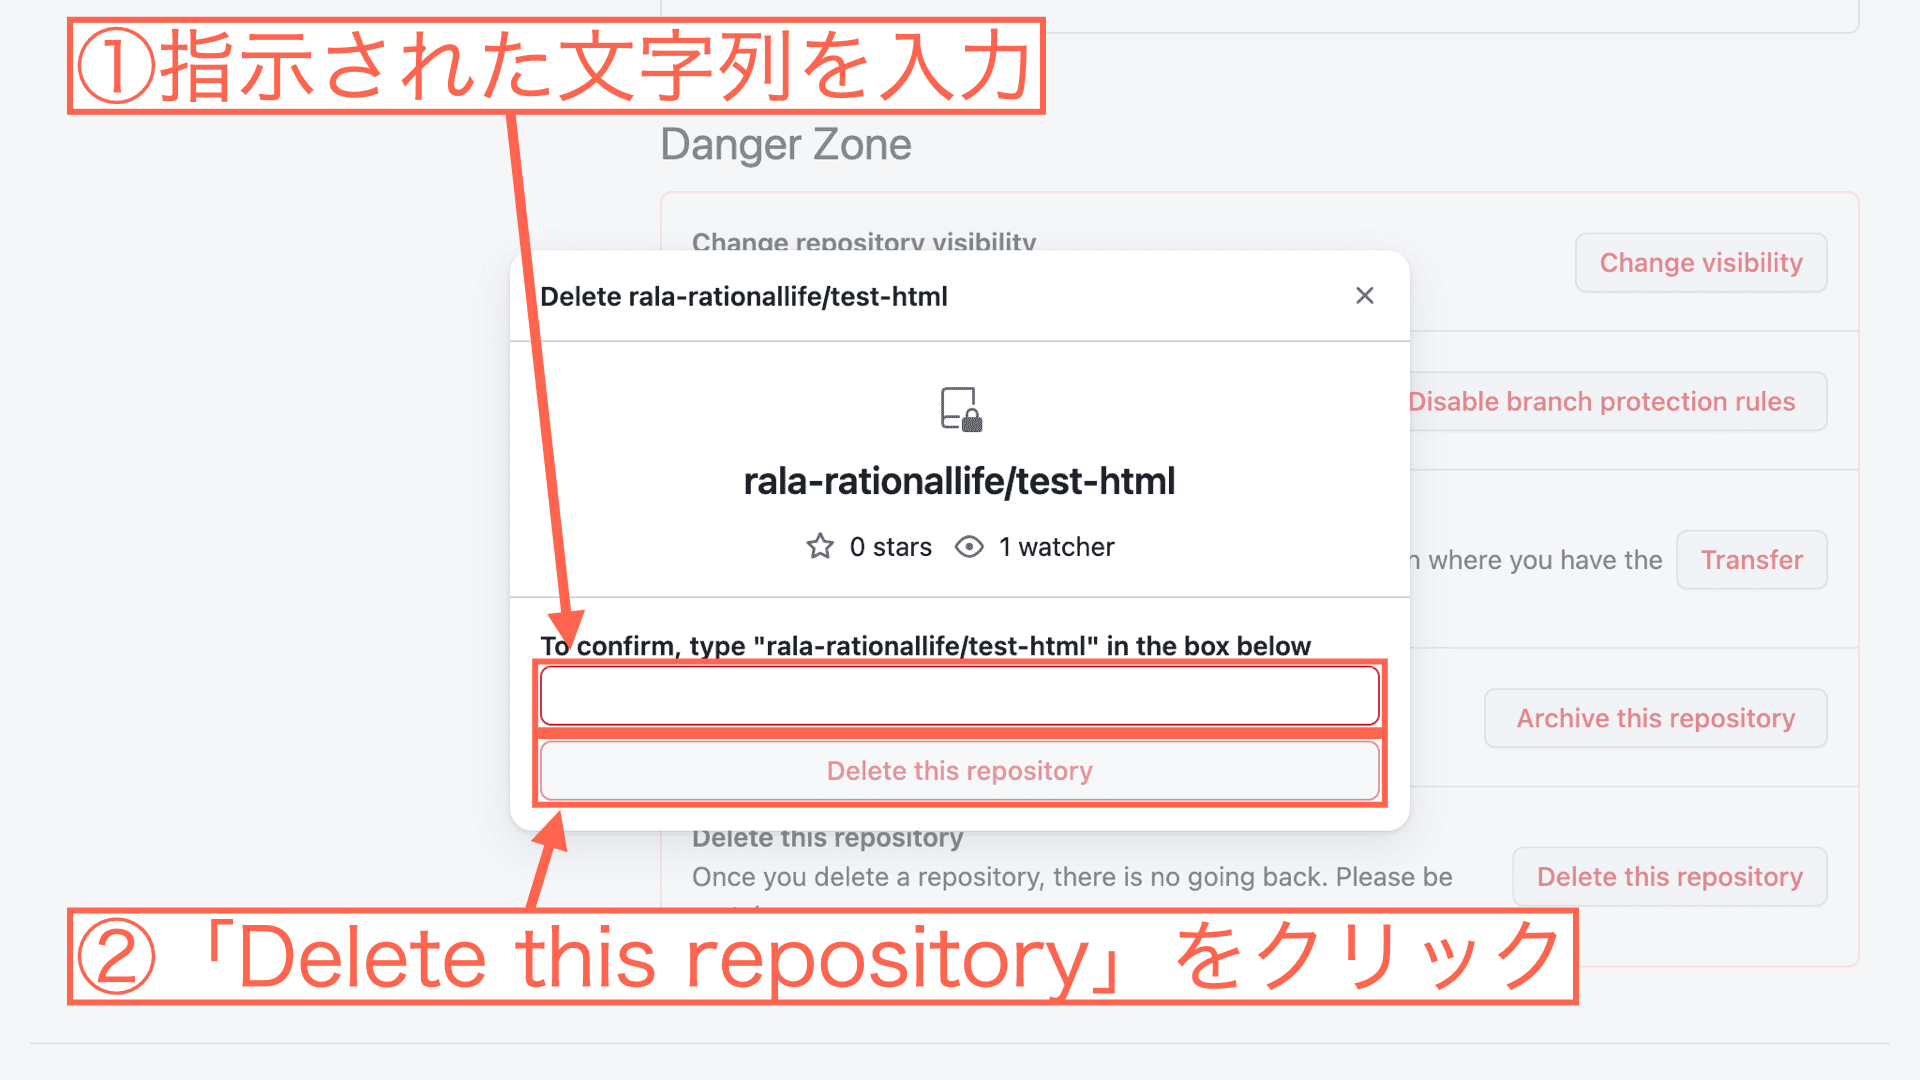 ①指示された文字列を入力
Danger Zone
Change repository visibility
Change visibility
Delete rala-rationallife/test-html
Disable branch protection rules
rala-rationallife/test-html
0 stars 1 watcher
where you have the
Transfer
To confirm, type "rala-rationallife/test-html" in the box below
Archive this repository
Delete this repository
Delete this repository
Once you delete a repository, there is no going back. Please be
Delete this repository
②「Delete this repository」をクリック